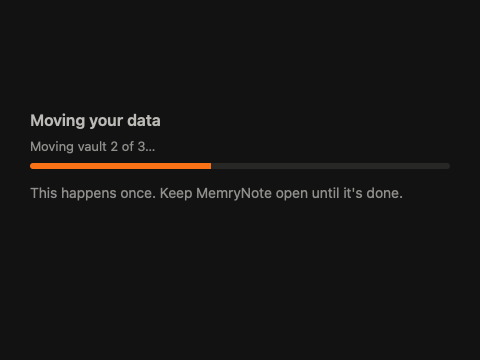 Moving your data
Moving vault 2 of 3...
This happens once. Keep MemryNote open until it's done.